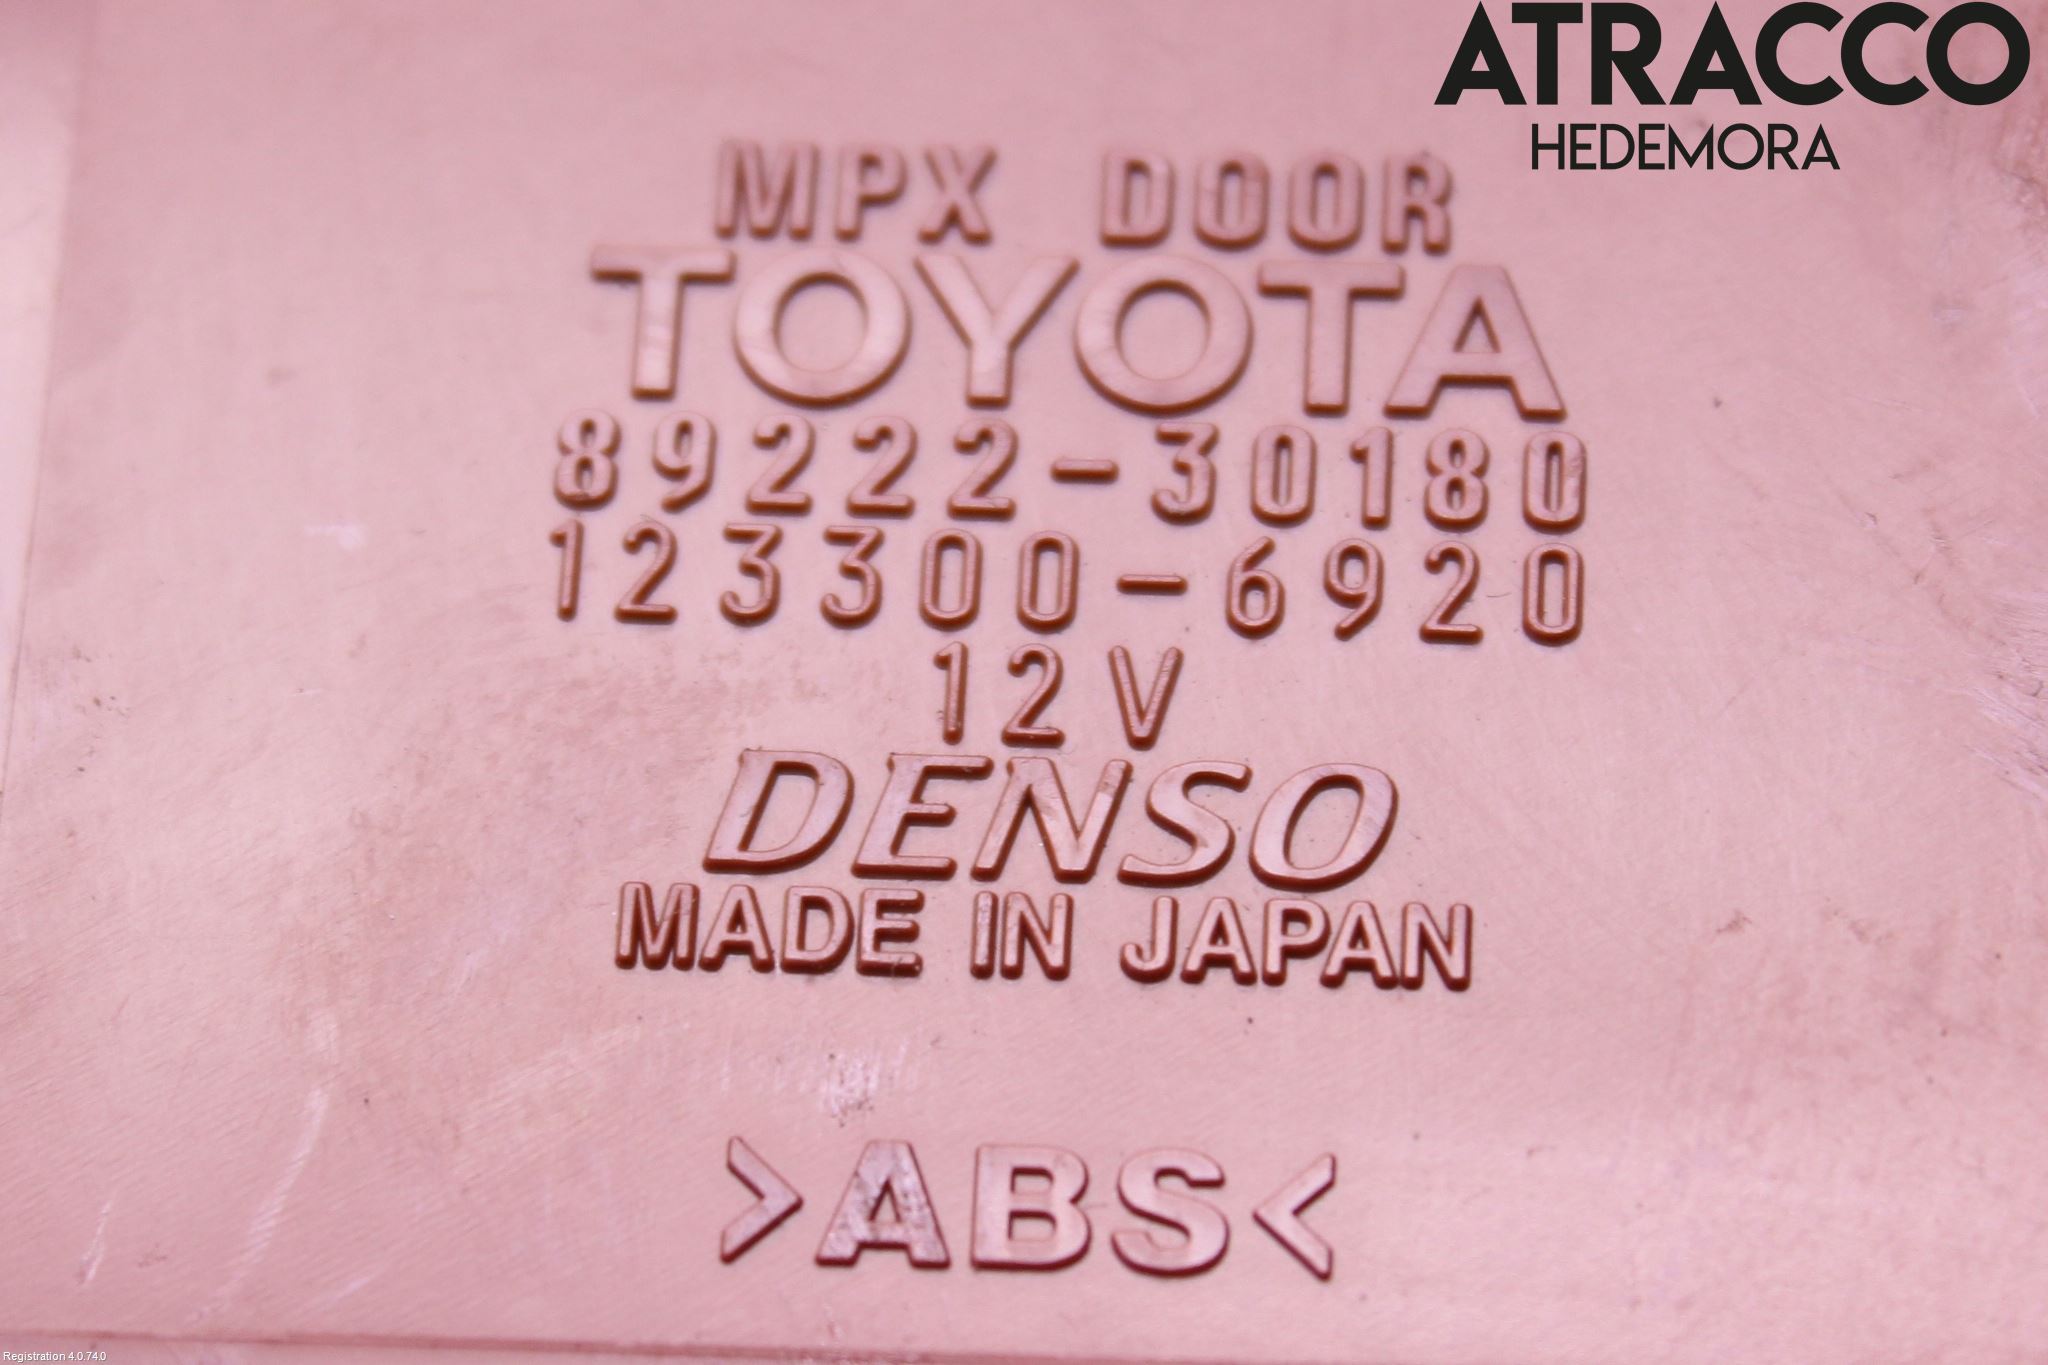 ATRACCO
HEDEMORA
MPX DOOR
TOYOTA
89222-30180
123300-6920
12V
DENSO
MADE IN JAPAN
>ABS<
Registration 4.0.74.0